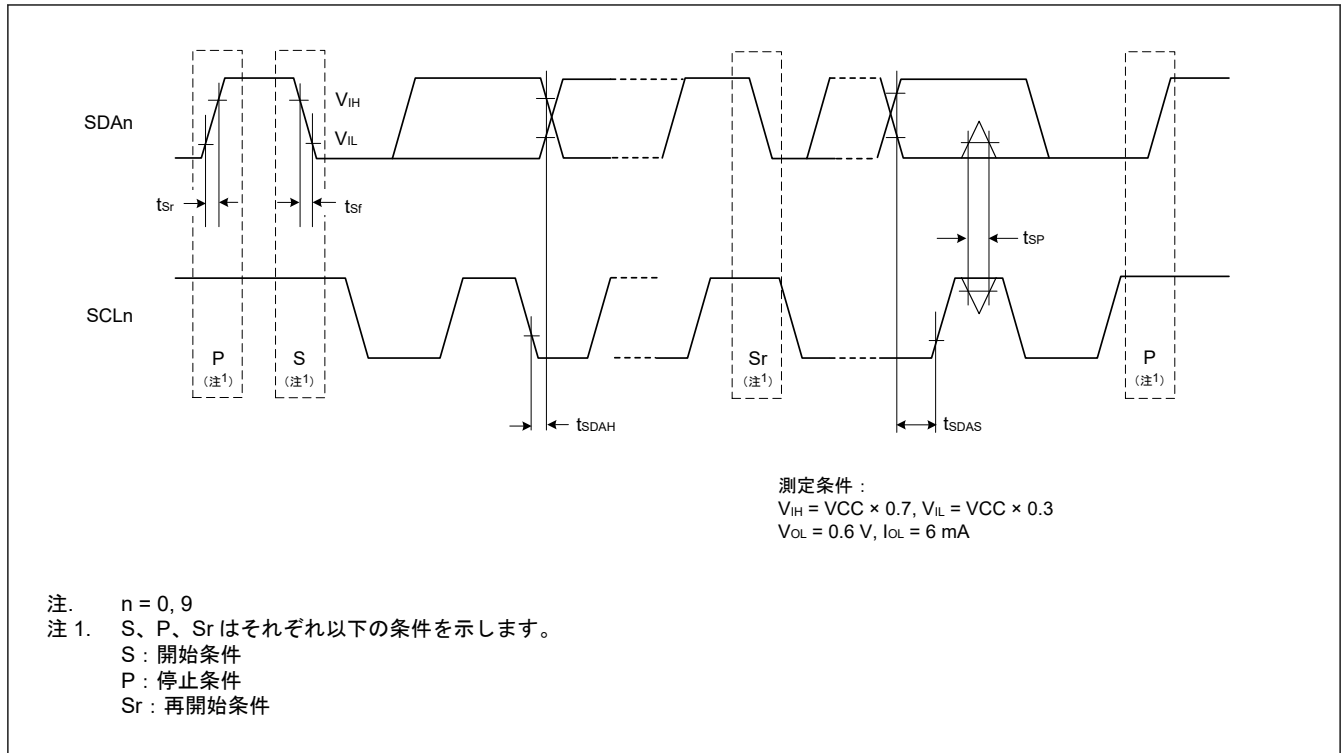 SDAn
VIH
VIL
tSr
tSf
tSP
SCLn
P
（注1）
S
（注1）
Sr
（注1）
P
（注1）
tSDAH
tSDAS
測定条件：
VIH = VCC × 0.7, VIL = VCC × 0.3
VOL = 0.6 V, IOL = 6 mA
注. n = 0, 9
注 1. S、P、Sr はそれぞれ以下の条件を示します。
S：開始条件
P：停止条件
Sr：再開始条件